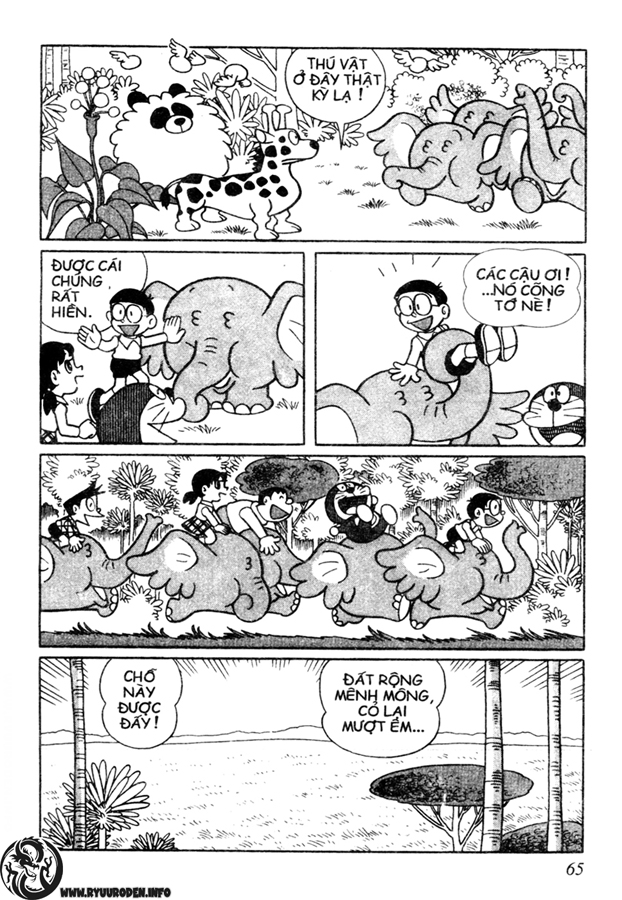 THÚ VẬT
Ở ĐÂY THẬT
KỲ LẠ !
ĐƯỢC CÁI
CHÚNG
RẤT
HIỀN.
CÁC CẬU ƠI !
...NÓ CÕNG
TỚ NÈ !
CHỖ
NÀY
ĐƯỢC
ĐẤY !
ĐẤT RỘNG
MÊNH MÔNG,
CỎ LẠI
MƯỢT ÊM...
65
WWW.RYUURODEN.INFO